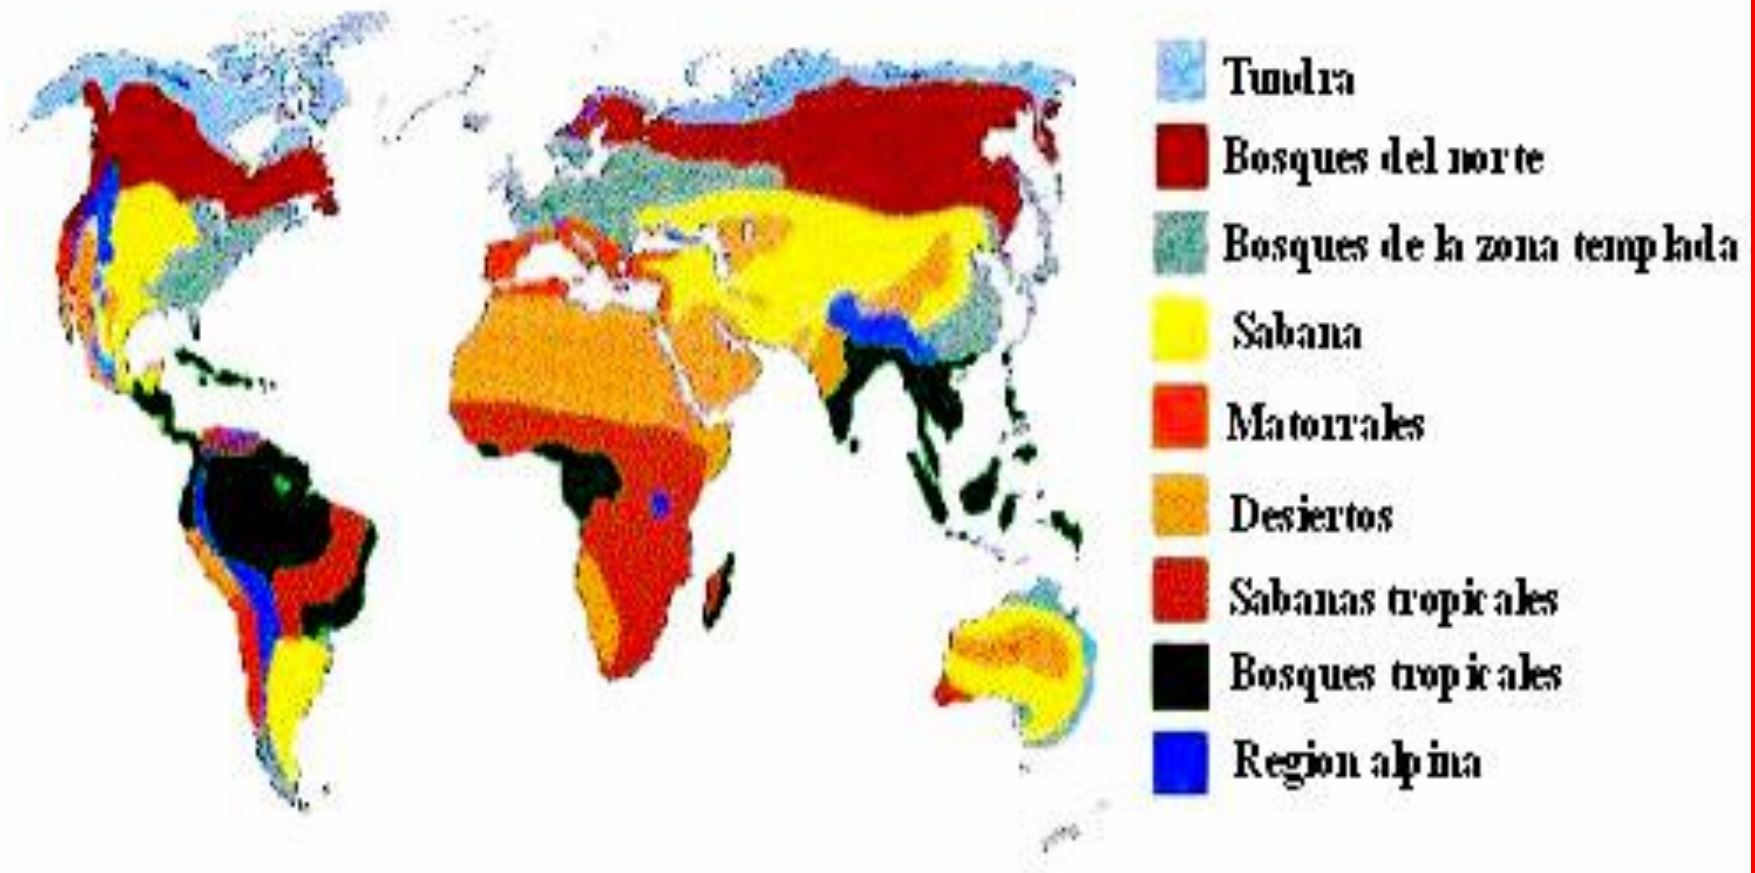 Tundra
Bosques del norte
Bosques de la zona templada
Sabana
Matorrales
Desiertos
Sabanas tropicales
Bosques tropicales
Region alpina